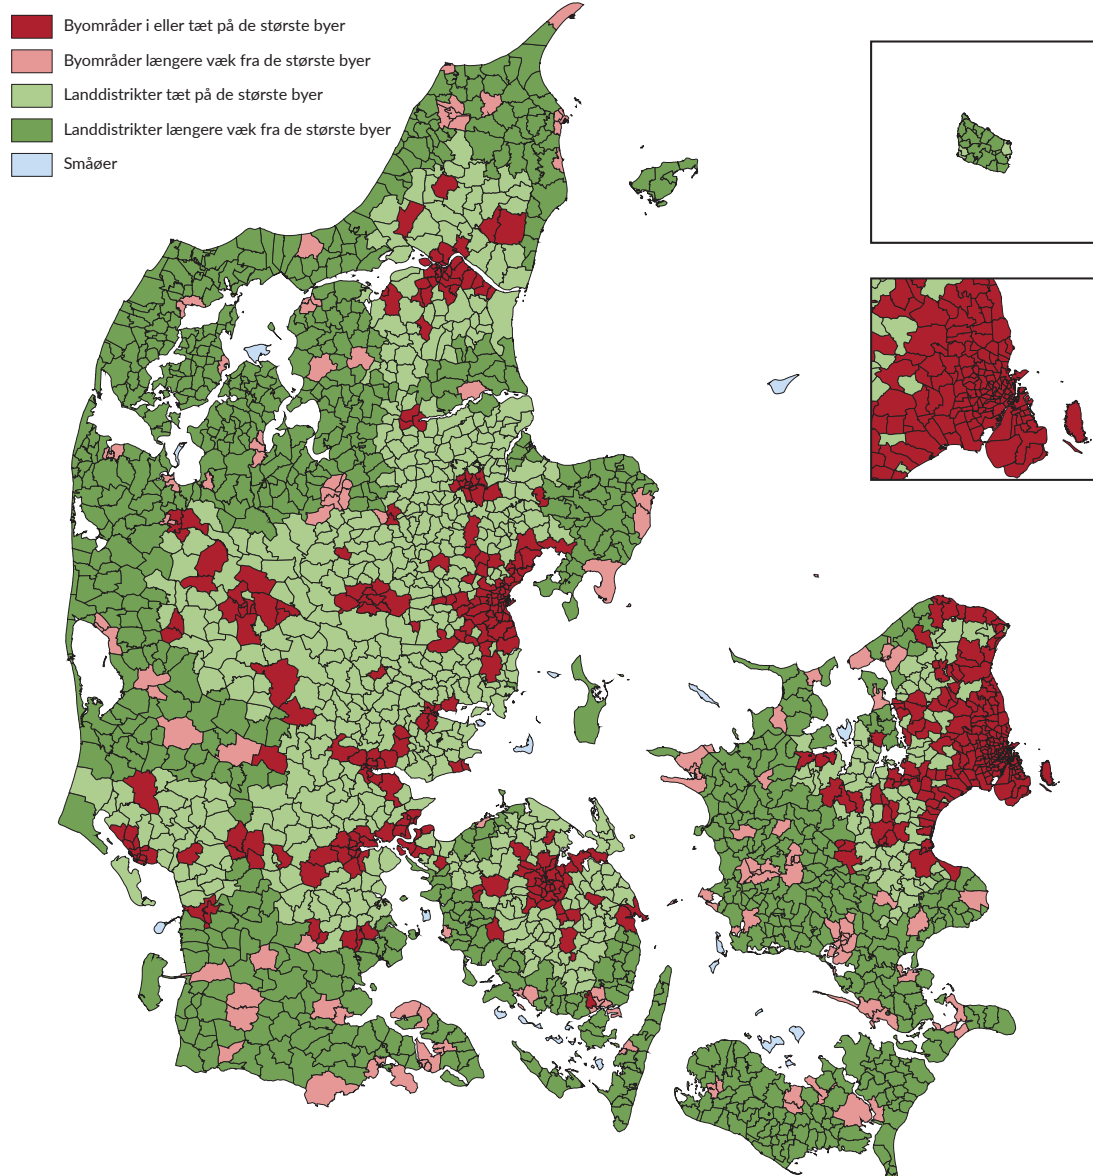 Byområder i eller tæt på de største byer
Byområder længere væk fra de største byer
Landdistrikter tæt på de største byer
Landdistrikter længere væk fra de største byer
Småøer